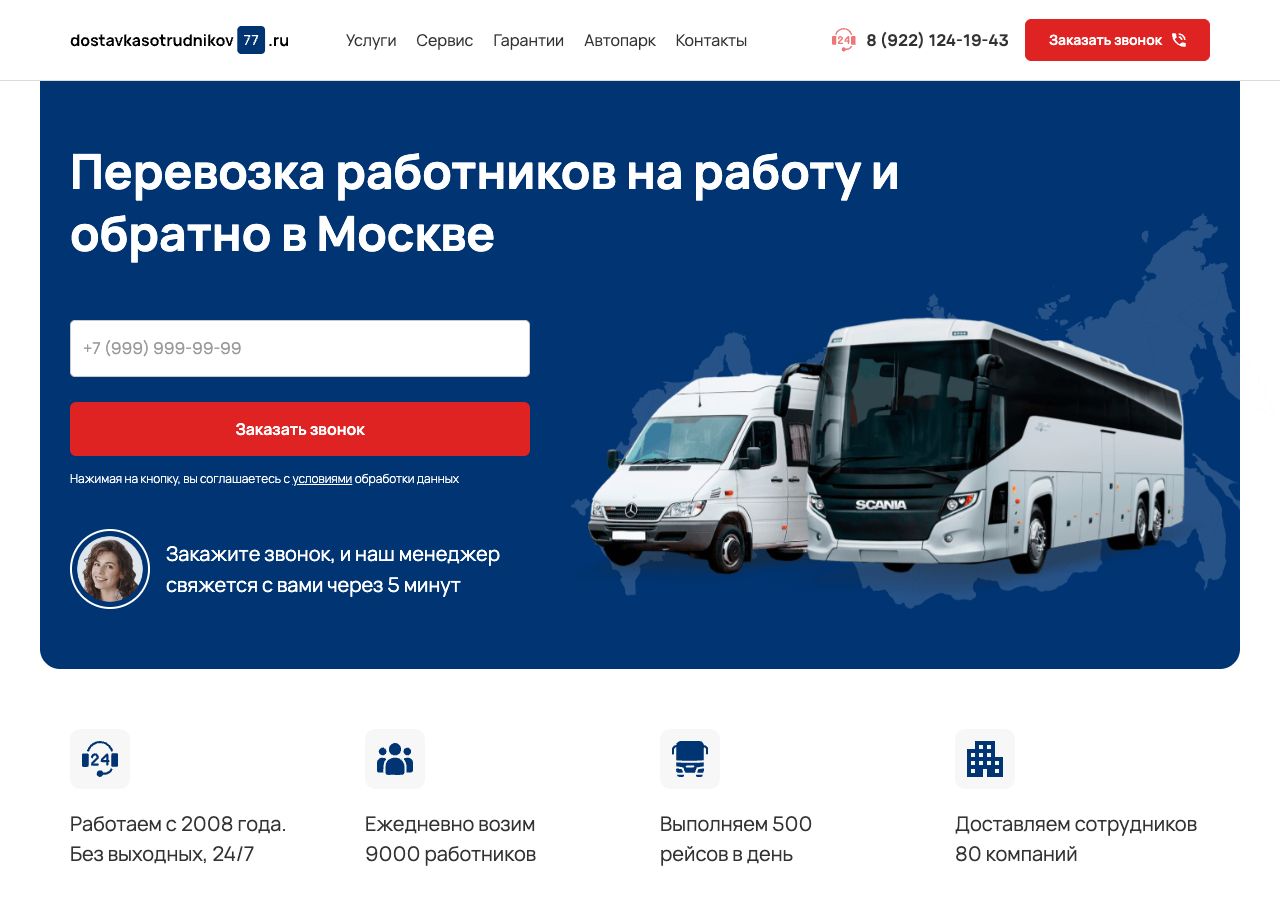 dostavkasotrudnikov 77 .ru
Услуги Сервис Гарантии Автопарк Контакты
24 8 (922) 124-19-43
Заказать звонок
Перевозка работников на работу и
обратно в Москве
+7 (999) 999-99-99
Заказать звонок
Нажимая на кнопку, вы соглашаетесь с условиями обработки данных
SCANIA
Закажите звонок, и наш менеджер
свяжется с вами через 5 минут
24
Работаем с 2008 года.
Без выходных, 24/7
Ежедневно возим
9000 работников
Выполняем 500
рейсов в день
Доставляем сотрудников
80 компаний